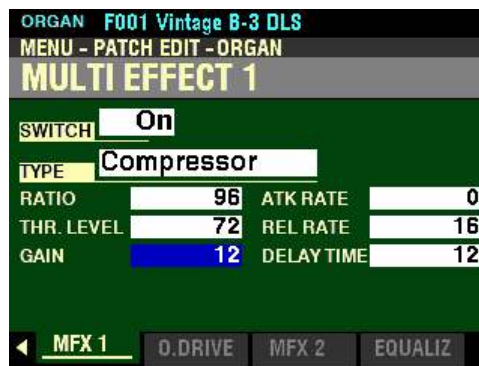 ORGAN F001 Vintage B-3 DLS
MENU - PATCH EDIT - ORGAN
MULTI EFFECT 1
SWITCH On
TYPE Compressor
RATIO 96 ATK RATE 0
THR. LEVEL 72 REL RATE 16
GAIN 12 DELAY TIME 12
MFX 1 O.DRIVE MFX 2 EQUALIZ